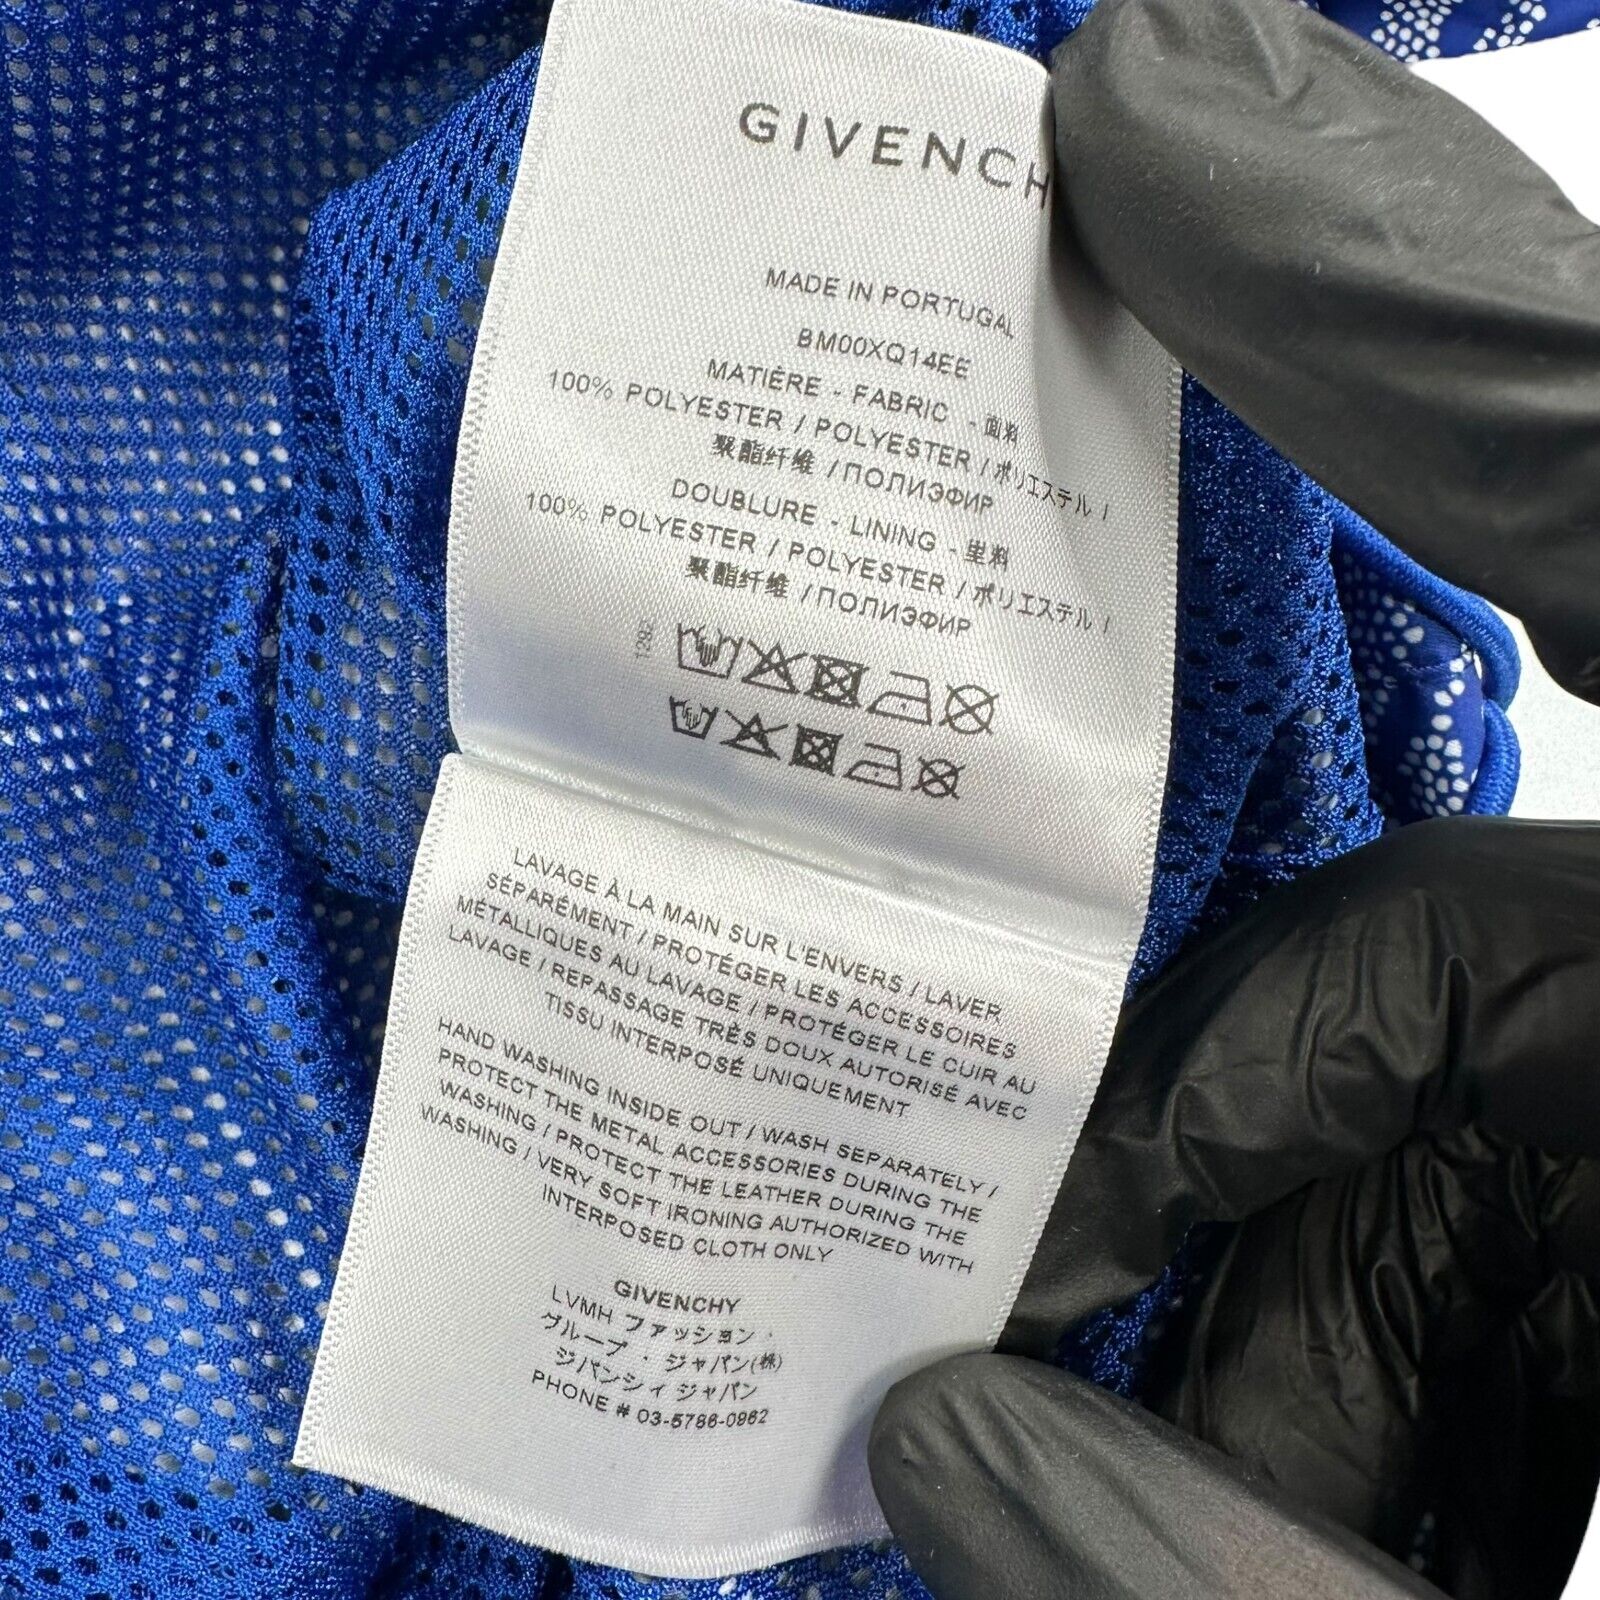 GIVENCH
MADE IN PORTUGAL
BM00XQ14EE
MATIÈRE - FABRIC - 面料
100% POLYESTER / POLYESTER / ポリエステル /
聚酯纤维 / ПОЛИЭФИР
DOUBLURE - LINING - 里料
100% POLYESTER / POLYESTER / ポリエステル /
聚酯纤维 / ПОЛИЭФИР
LAVAGE À LA MAIN SUR L'ENVERS / LAVER
SÉPARÉMENT / PROTÉGER LES ACCESSOIRES
MÉTALLIQUES AU LAVAGE / PROTÉGER LE CUIR AU
LAVAGE / REPASSAGE TRÈS DOUX AUTORISÉ AVEC
TISSU INTERPOSÉ UNIQUEMENT
HAND WASHING INSIDE OUT / WASH SEPARATELY /
PROTECT THE METAL ACCESSORIES DURING THE
WASHING / PROTECT THE LEATHER DURING THE
WASHING / VERY SOFT IRONING AUTHORIZED WITH
INTERPOSED CLOTH ONLY
GIVENCHY
LVMH ファッション・
グループ・ジャパン(株)
ジバンシィ ジャパン
PHONE # 03-5786-0962